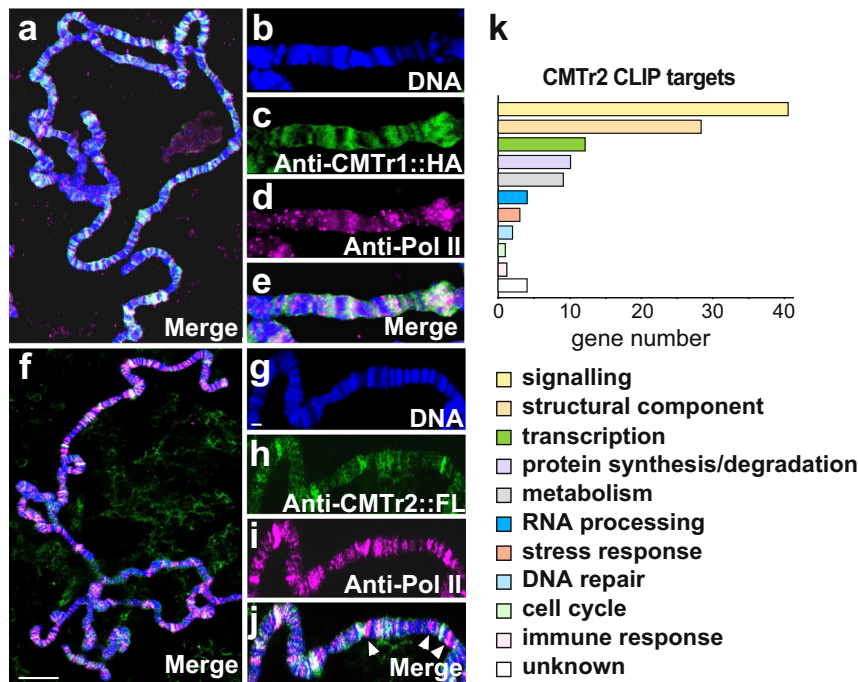 a
Merge
b
DNA
c
Anti-CMTr1::HA
d
Anti-Pol II
e
Merge
f
Merge
g
DNA
h
Anti-CMTr2::FL
i
Anti-Pol II
j
Merge
k
CMTr2 CLIP targets
0 10 20 30 40
gene number
signalling
structural component
transcription
protein synthesis/degradation
metabolism
RNA processing
stress response
DNA repair
cell cycle
immune response
unknown